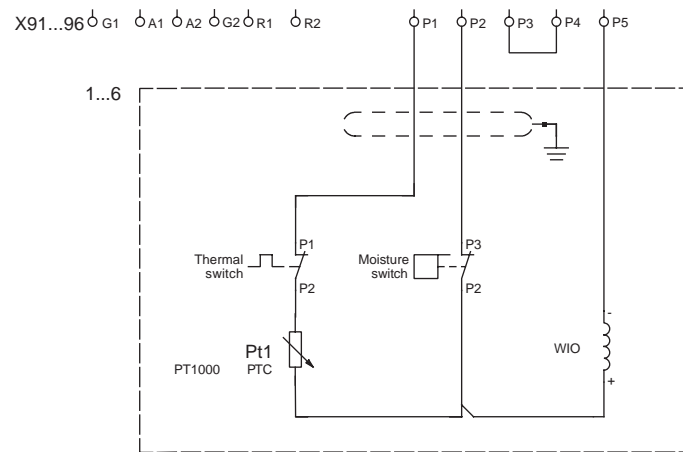 X91...96 G1 A1 A2 G2 R1 R2 P1 P2 P3 P4 P5
1...6
P1 P3
Thermal switch
Moisture switch
P2 P2
-
Pt1
WIO
PT1000 PTC
+